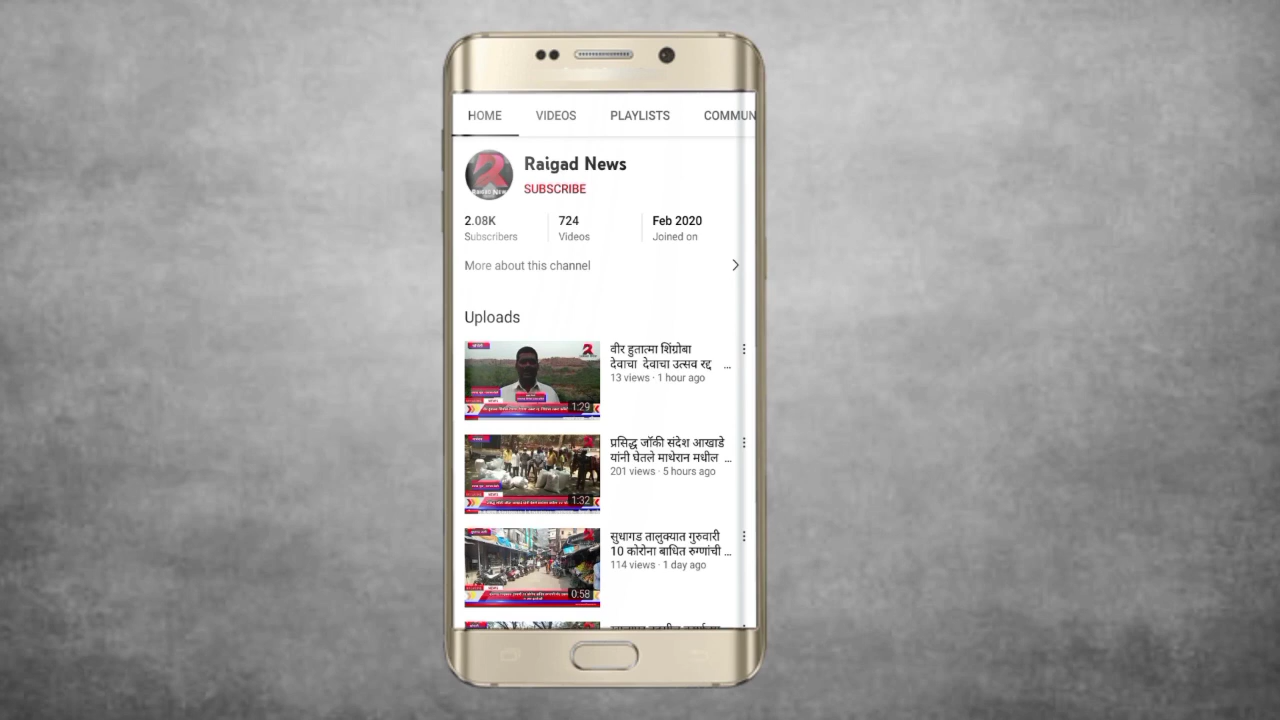 HOME VIDEOS PLAYLISTS COMMUN
Raigad News
SUBSCRIBE
2.08K 724 Feb 2020
Subscribers Videos Joined on
More about this channel
Uploads
वीर हुतात्मा शिंग्रोबा
देवाचा देवाचा उत्सव रद्द ...
13 views · 1 hour ago
1:29
प्रसिद्ध जॉकी संदेश आखाडे
यांनी घेतले माथेरान मधील ...
201 views · 5 hours ago
1:32
सुधागड तालुक्यात गुरुवारी
10 कोरोना बाधित रुग्णांची ...
114 views · 1 day ago
0:58